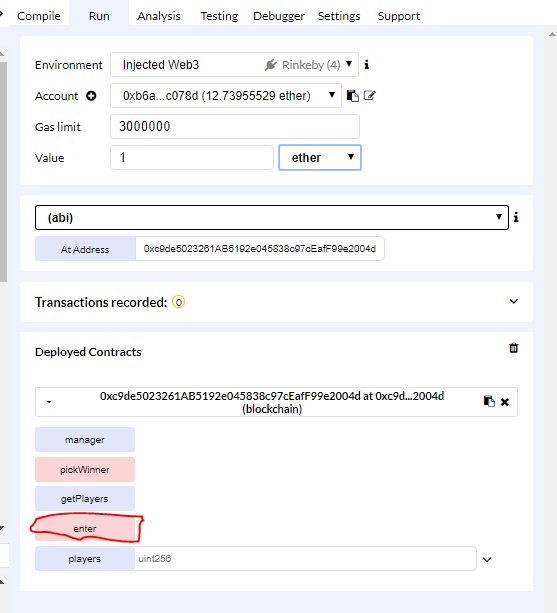 Compile Run Analysis Testing Debugger Settings Support
Environment Injected Web3 Rinkeby (4) i
Account 0xb6a...c078d (12.73955529 ether)
Gas limit 3000000
Value 1 ether
(abi) i
At Address 0xc9de5023261AB5192e045838c97cEafF99e2004d
Transactions recorded: 0
Deployed Contracts
0xc9de5023261AB5192e045838c97cEafF99e2004d at 0xc9d...2004d
(blockchain)
manager
pickWinner
getPlayers
enter
players uint256